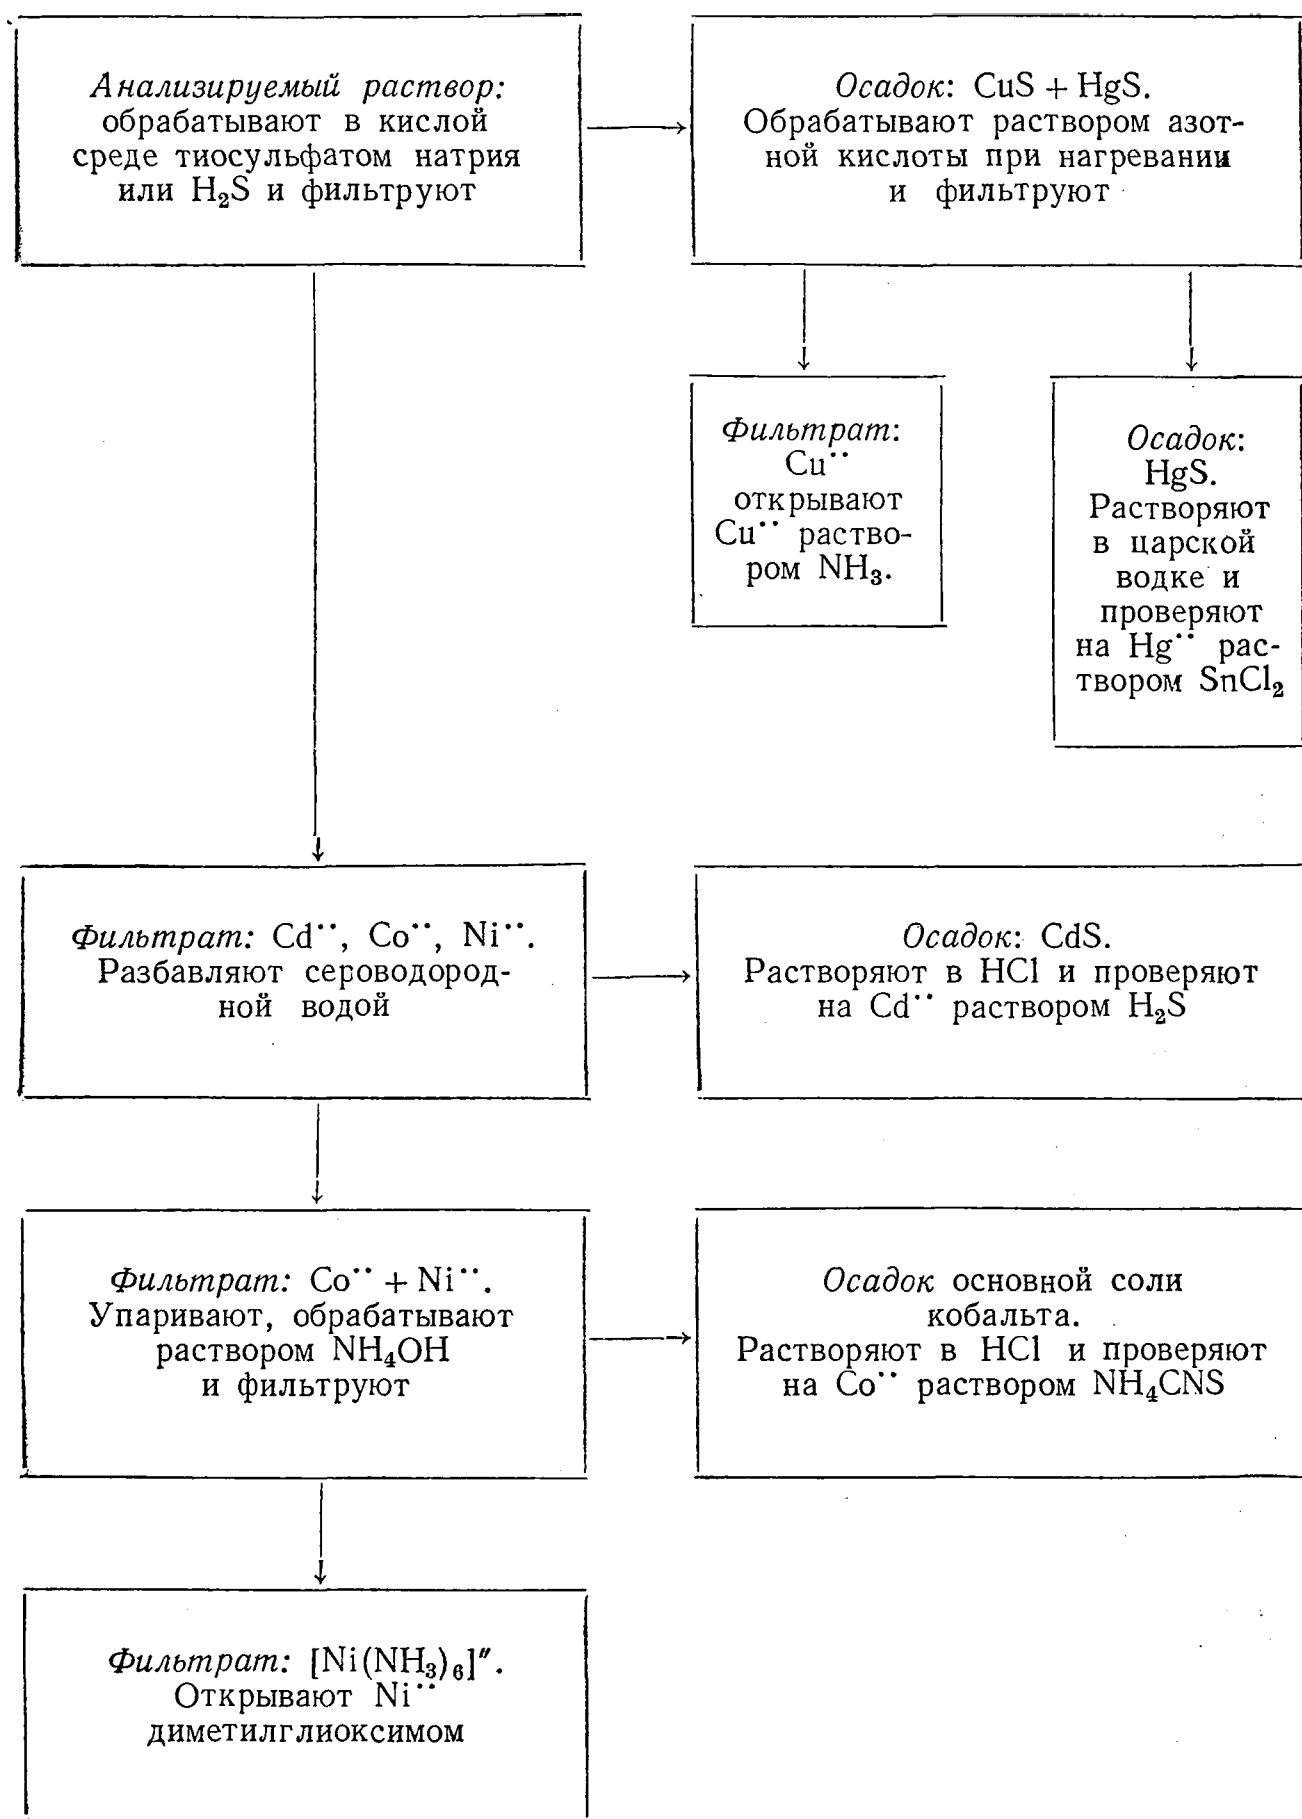 Анализируемый раствор:
обрабатывают в кислой
среде тиосульфатом натрия
или H₂S и фильтруют
Осадок: CuS + HgS.
Обрабатывают раствором азот-
ной кислоты при нагревании
и фильтруют
Фильтрат:
Cu··
открывают
Cu·· раство-
ром NH₃.
Осадок:
HgS.
Растворяют
в царской
водке и
проверяют
на Hg·· рас-
твором SnCl₂
Фильтрат: Cd··, Co··, Ni··.
Разбавляют сероводород-
ной водой
Осадок: CdS.
Растворяют в HCl и проверяют
на Cd·· раствором H₂S
Фильтрат: Co·· + Ni··.
Упаривают, обрабатывают
раствором NH₄OH
и фильтруют
Осадок основной соли
кобальта.
Растворяют в HCl и проверяют
на Co·· раствором NH₄CNS
Фильтрат: [Ni(NH₃)₆]″.
Открывают Ni··
диметилглиоксимом